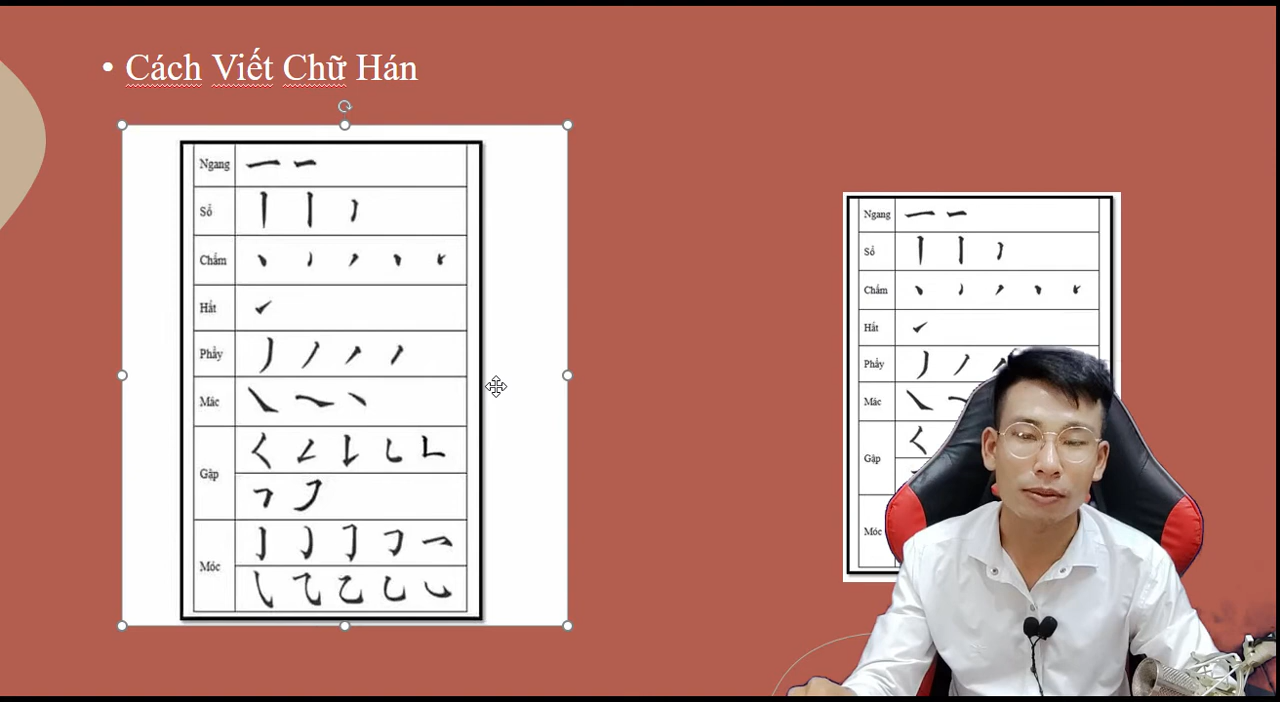 • Cách Viết Chữ Hán
Ngang
Sổ
Chấm
Hất
Phẩy
Mác
Gập
Móc
Ngang
Sổ
Chấm
Hất
Phẩy
Mác
Gập
Móc